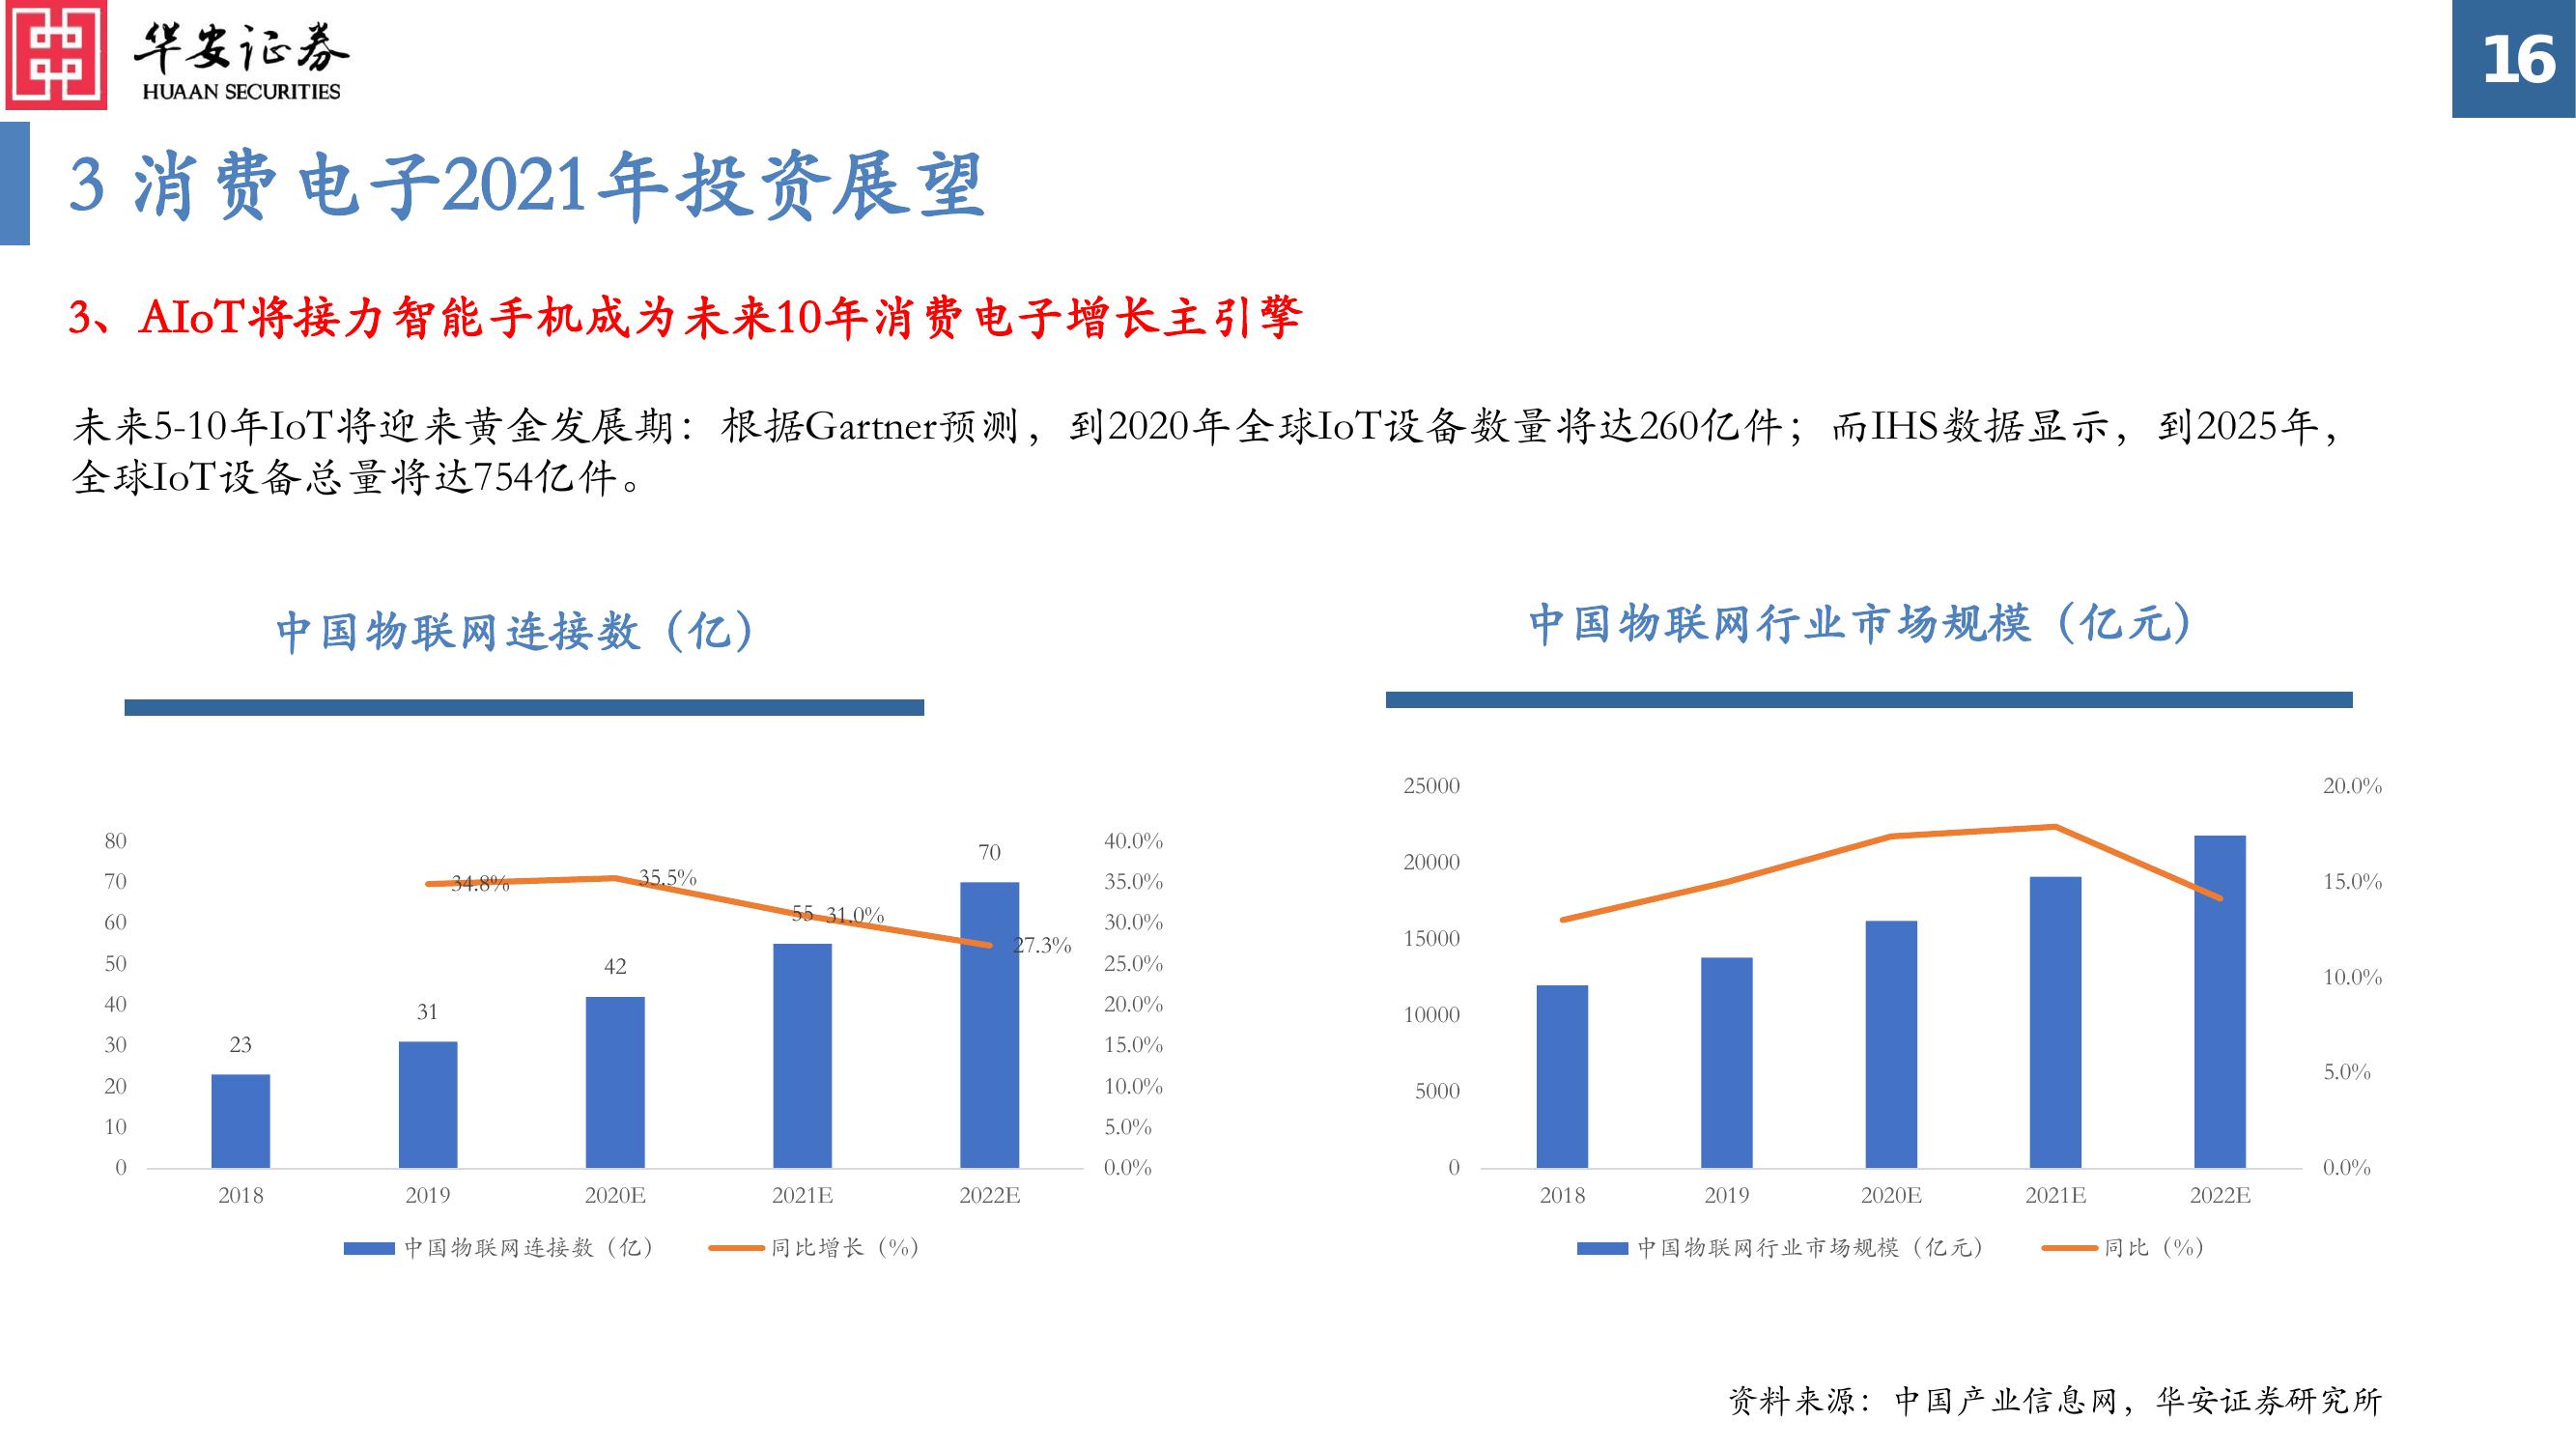 华安证券
HUAAN SECURITIES
16
3 消费电子2021年投资展望
3、AIoT将接力智能手机成为未来10年消费电子增长主引擎
未来5-10年IoT将迎来黄金发展期：根据Gartner预测，到2020年全球IoT设备数量将达260亿件；而IHS数据显示，到2025年，
全球IoT设备总量将达754亿件。
中国物联网连接数（亿）
80
70
60
50
40
30
20
10
0
23
31
42
55
70
34.8%
35.5%
31.0%
27.3%
40.0%
35.0%
30.0%
25.0%
20.0%
15.0%
10.0%
5.0%
0.0%
2018
2019
2020E
2021E
2022E
中国物联网连接数（亿）
同比增长（%）
中国物联网行业市场规模（亿元）
25000
20000
15000
10000
5000
0
20.0%
15.0%
10.0%
5.0%
0.0%
2018
2019
2020E
2021E
2022E
中国物联网行业市场规模（亿元）
同比（%）
资料来源：中国产业信息网，华安证券研究所